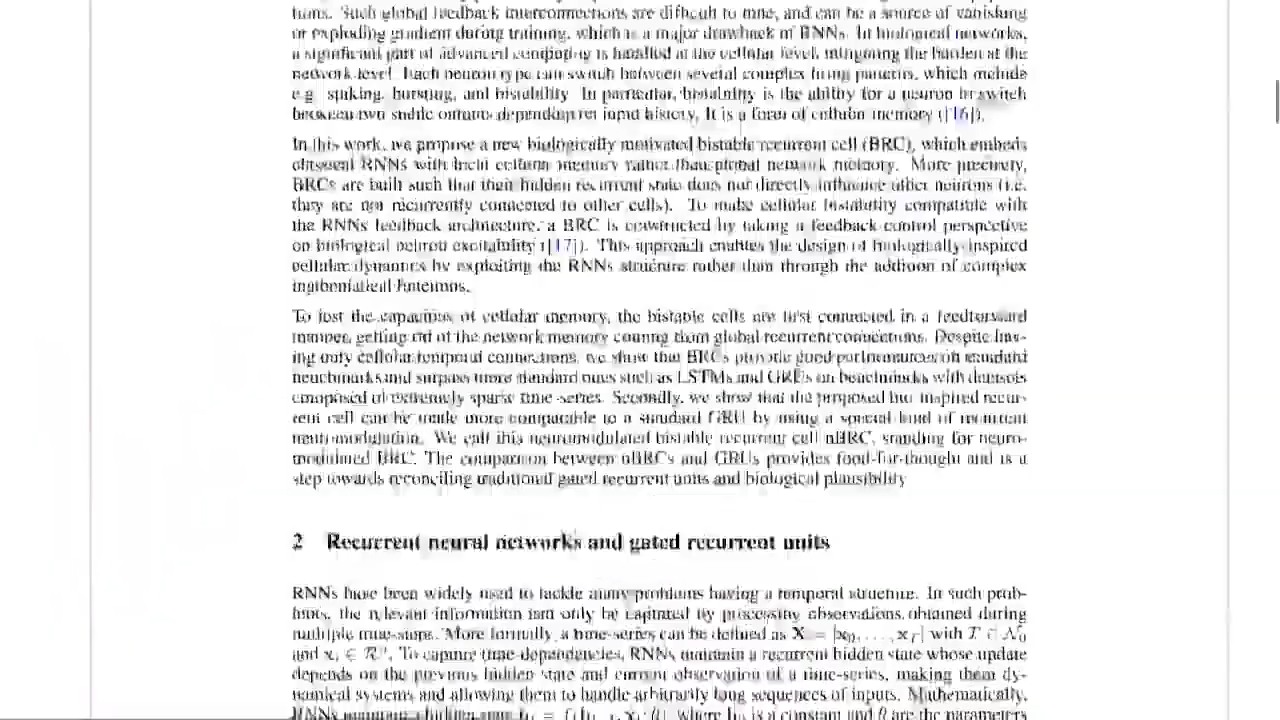 tions. Such global feedback interconnections are difficult to tune, and can be a source of vanishing
or exploding gradient during training, which is a major drawback of RNNs. In biological networks,
a significant part of advanced computing is handled at the cellular level, mitigating the burden at the
network level. Each neuron type can switch between several complex firing patterns, which include
e.g. spiking, bursting, and bistability. In particular, bistability is the ability for a neuron to switch
between two stable outputs depending on input history. It is a form of cellular memory ([16]).
In this work, we propose a new biologically motivated bistable recurrent cell (BRC), which embeds
classical RNNs with local cellular memory rather than global network memory. More precisely,
BRCs are built such that their hidden recurrent state does not directly influence other neurons (i.e.
they are not recurrently connected to other cells). To make cellular bistability compatible with
the RNNs feedback architecture, a BRC is constructed by taking a feedback control perspective
on biological neuron excitability ([17]). This approach enables the design of biologically-inspired
cellular dynamics by exploiting the RNNs structure rather than through the addition of complex
mathematical functions.
To test the capacities of cellular memory, the bistable cells are first connected in a feedforward
manner, getting rid of the network memory coming from global recurrent connections. Despite hav-
ing only cellular temporal connections, we show that BRCs provide good performances on standard
benchmarks and surpass more standard ones such as LSTMs and GRUs on benchmarks with datasets
composed of extremely sparse time-series. Secondly, we show that the proposed bio-inspired recur-
rent cell can be made more comparable to a standard GRU by using a special kind of recurrent
neuromodulation. We call this neuromodulated bistable recurrent cell nBRC, standing for neuro-
modulated BRC. The comparison between nBRCs and GRUs provides food-for-thought and is a
step towards reconciling traditional gated recurrent units and biological plausibility
2 Recurrent neural networks and gated recurrent units
RNNs have been widely used to tackle many problems having a temporal structure. In such prob-
lems, the relevant information can only be captured by processing observations obtained during
multiple time-steps. More formally, a time-series can be defined as X = [x₀, . . . , x_T] with T ∈ N₀
and xᵢ ∈ Rⁿ. To capture time-dependencies, RNNs maintain a recurrent hidden state whose update
depends on the previous hidden state and current observation of a time-series, making them dy-
namical systems and allowing them to handle arbitrarily long sequences of inputs. Mathematically,
RNNs where h₀ is a constant and θ are the parameters